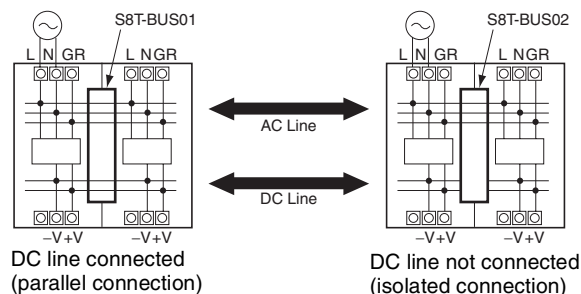 S8T-BUS01
S8T-BUS02
L N GR L N GR
L N GR L N GR
AC Line
DC Line
–V +V –V +V
–V +V –V +V
DC line connected
(parallel connection)
DC line not connected
(isolated connection)